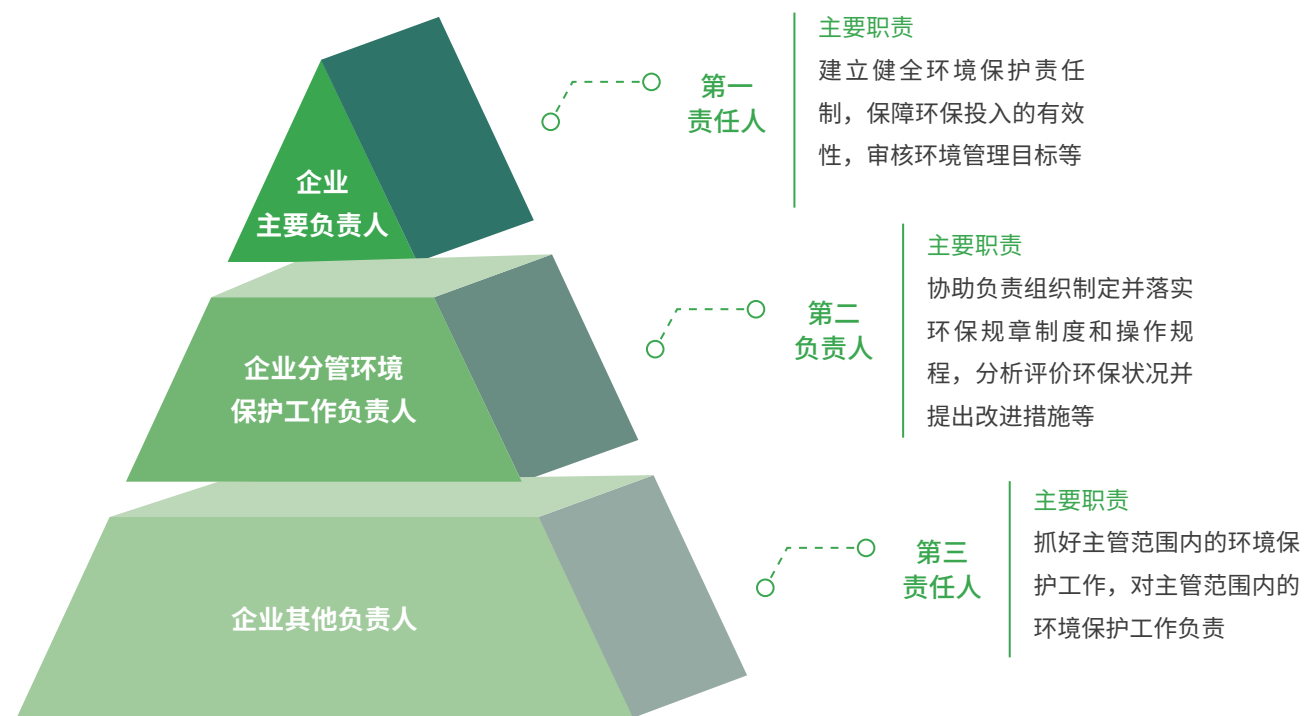 企业
主要负责人
第一
责任人
主要职责
建立健全环境保护责任
制，保障环保投入的有效
性，审核环境管理目标等
企业分管环境
保护工作负责人
第二
负责人
主要职责
协助负责组织制定并落实
环保规章制度和操作规
程，分析评价环保状况并
提出改进措施等
企业其他负责人
第三
责任人
主要职责
抓好主管范围内的环境保
护工作，对主管范围内的
环境保护工作负责